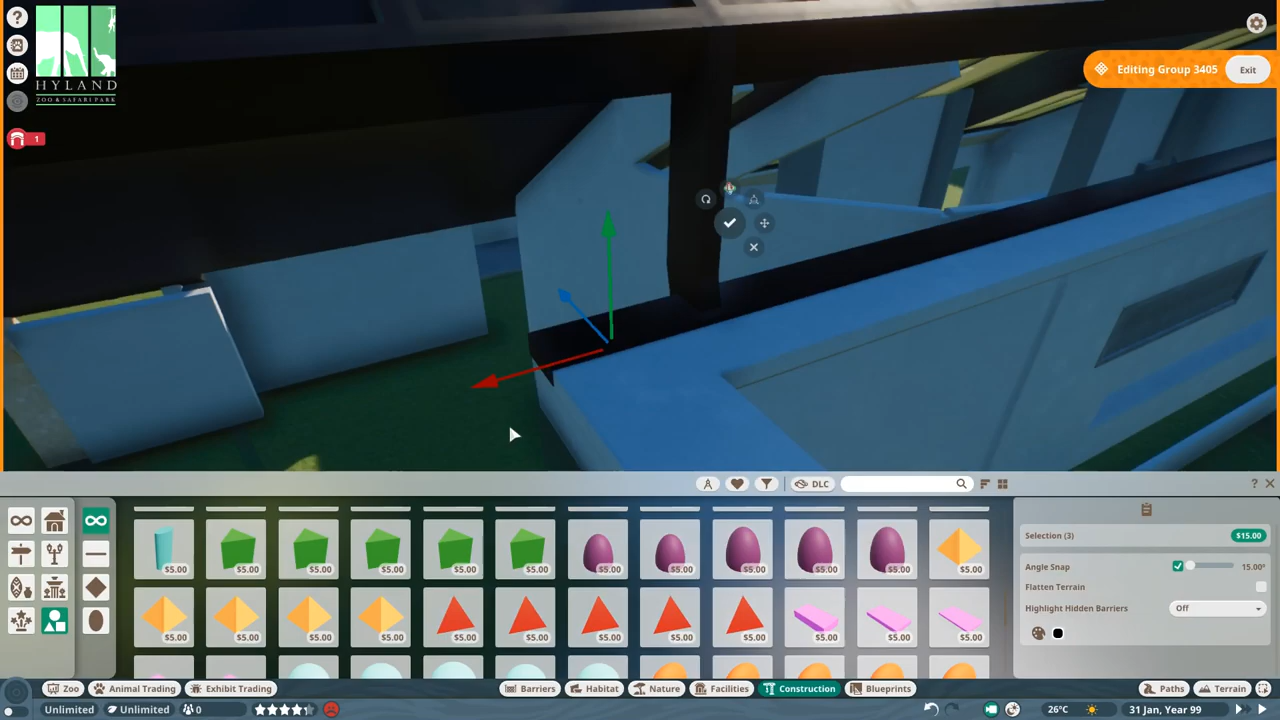 HYLAND
ZOO & SAFARI PARK
1
Editing Group 3405
Exit
DLC
$5.00 $5.00 $5.00 $5.00 $5.00 $5.00 $5.00 $5.00 $5.00 $5.00 $5.00 $5.00
$5.00 $5.00 $5.00 $5.00 $5.00 $5.00 $5.00 $5.00 $5.00 $5.00 $5.00 $5.00
?
?
Selection (3)
$15.00
Angle Snap
15.00°
Flatten Terrain
Highlight Hidden Barriers
Off
Zoo
Animal Trading
Exhibit Trading
Barriers
Habitat
Nature
Facilities
Construction
Blueprints
Paths
Terrain
Unlimited
Unlimited
0
26°C
31 Jan, Year 99